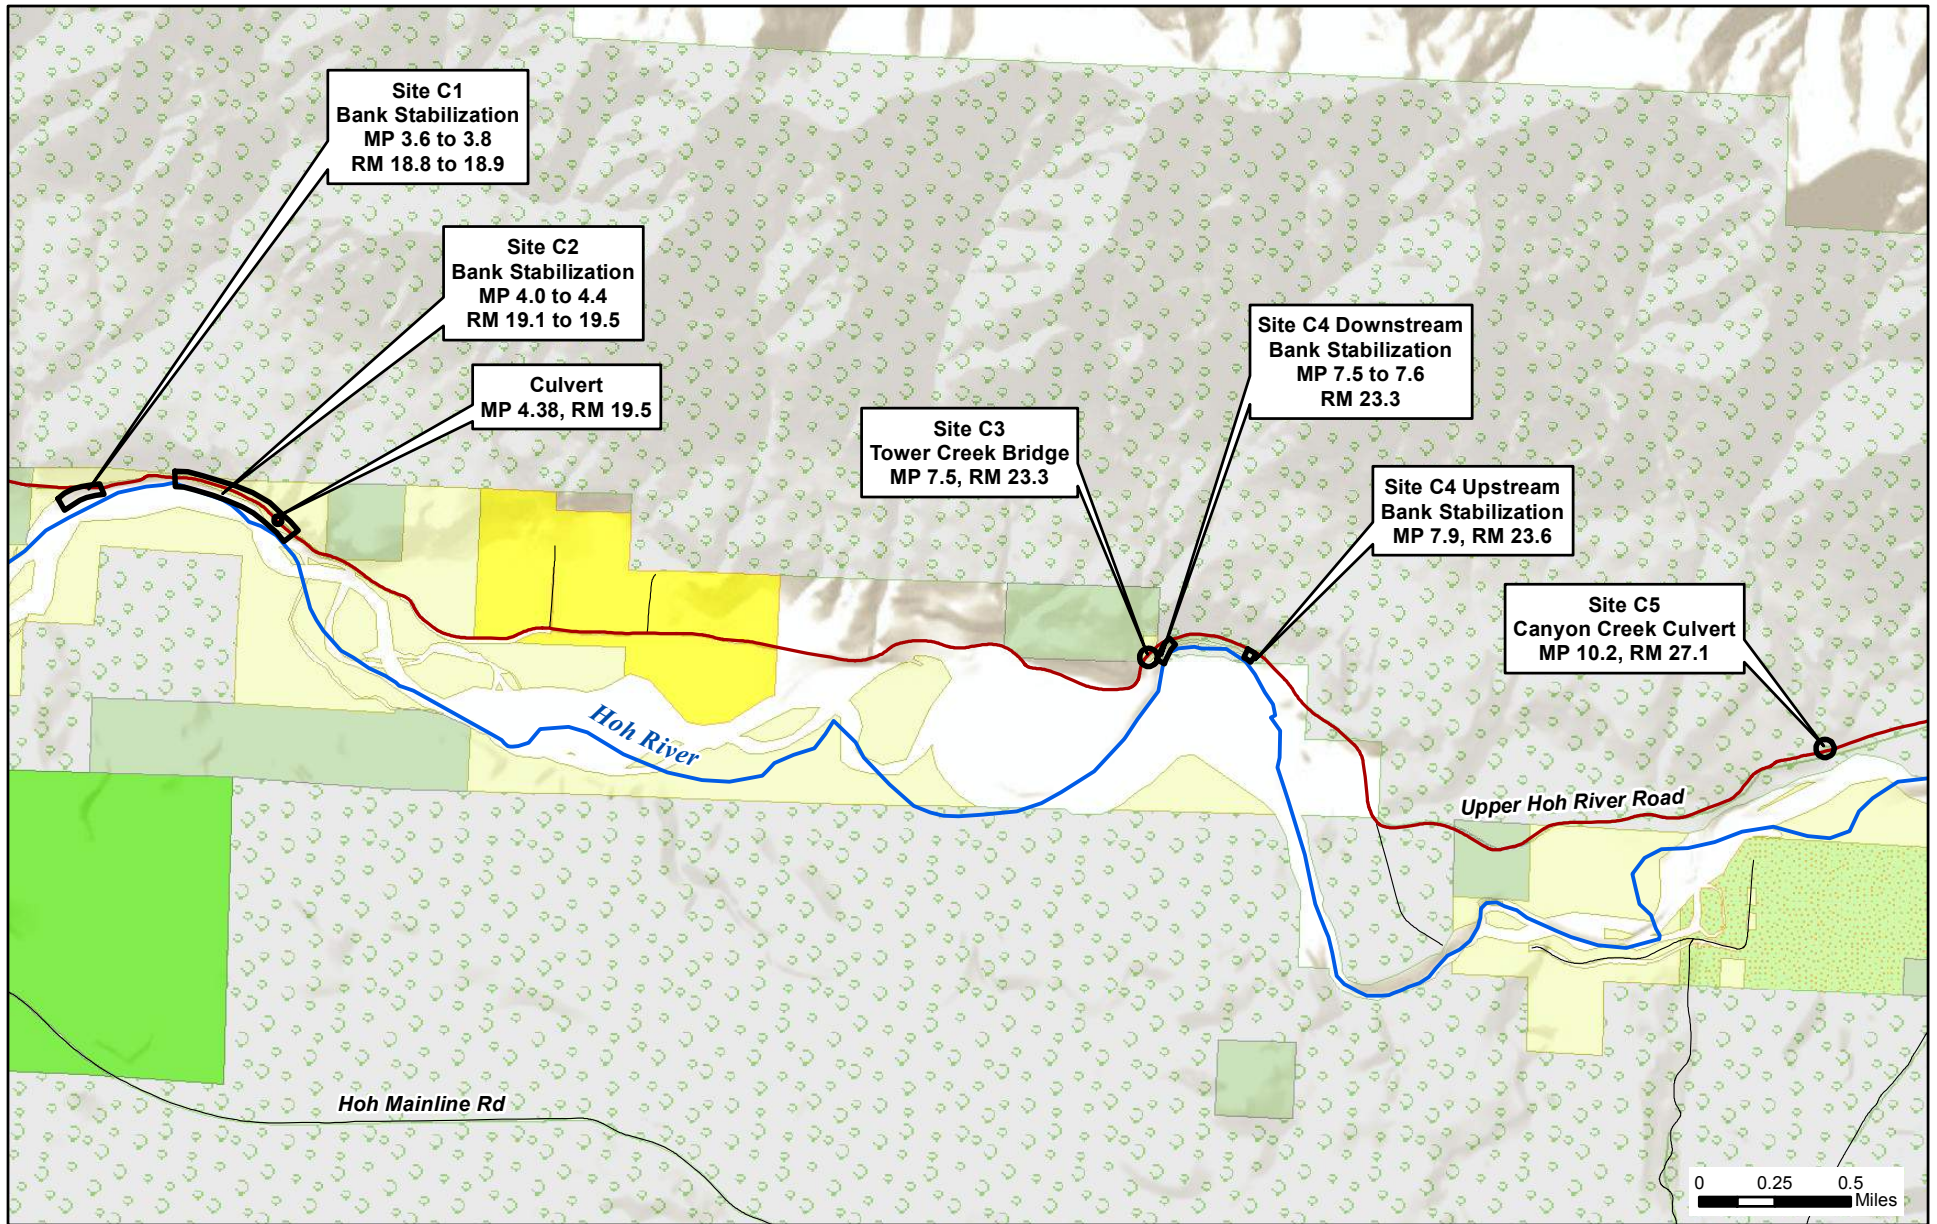 Site C1
Bank Stabilization
MP 3.6 to 3.8
RM 18.8 to 18.9
Site C2
Bank Stabilization
MP 4.0 to 4.4
RM 19.1 to 19.5
Culvert
MP 4.38, RM 19.5
Site C3
Tower Creek Bridge
MP 7.5, RM 23.3
Site C4 Downstream
Bank Stabilization
MP 7.5 to 7.6
RM 23.3
Site C4 Upstream
Bank Stabilization
MP 7.9, RM 23.6
Site C5
Canyon Creek Culvert
MP 10.2, RM 27.1
Hoh River
Upper Hoh River Road
Hoh Mainline Rd
0 0.25 0.5
Miles